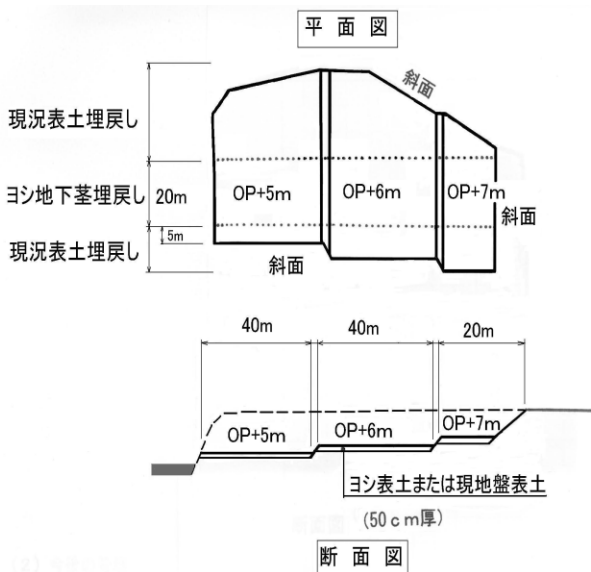 平面図
斜面
現況表土埋戻し
ヨシ地下茎埋戻し
20m
OP+5m
OP+6m
OP+7m
斜面
現況表土埋戻し
5m
斜面
40m
40m
20m
OP+5m
OP+6m
OP+7m
ヨシ表土または現地盤表土
(50cm厚)
断面図